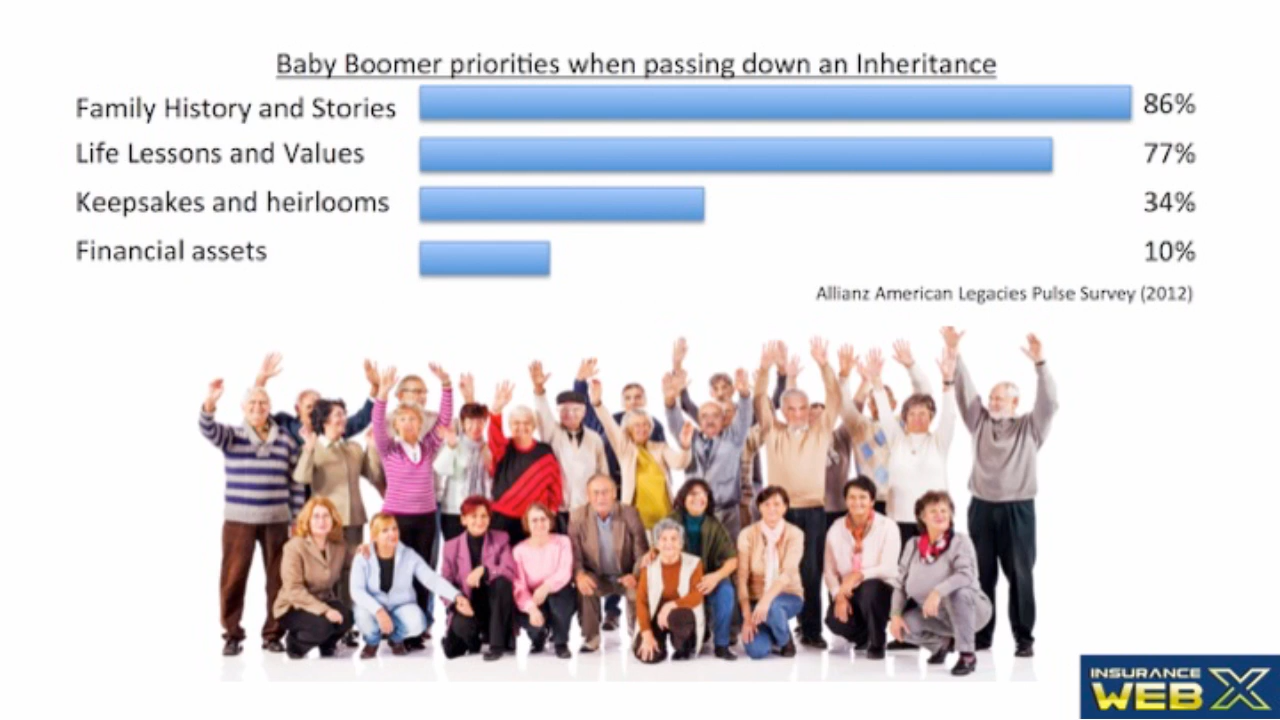 Baby Boomer priorities when passing down an Inheritance
Family History and Stories 86%
Life Lessons and Values 77%
Keepsakes and heirlooms 34%
Financial assets 10%
Allianz American Legacies Pulse Survey (2012)
INSURANCE
WEB X